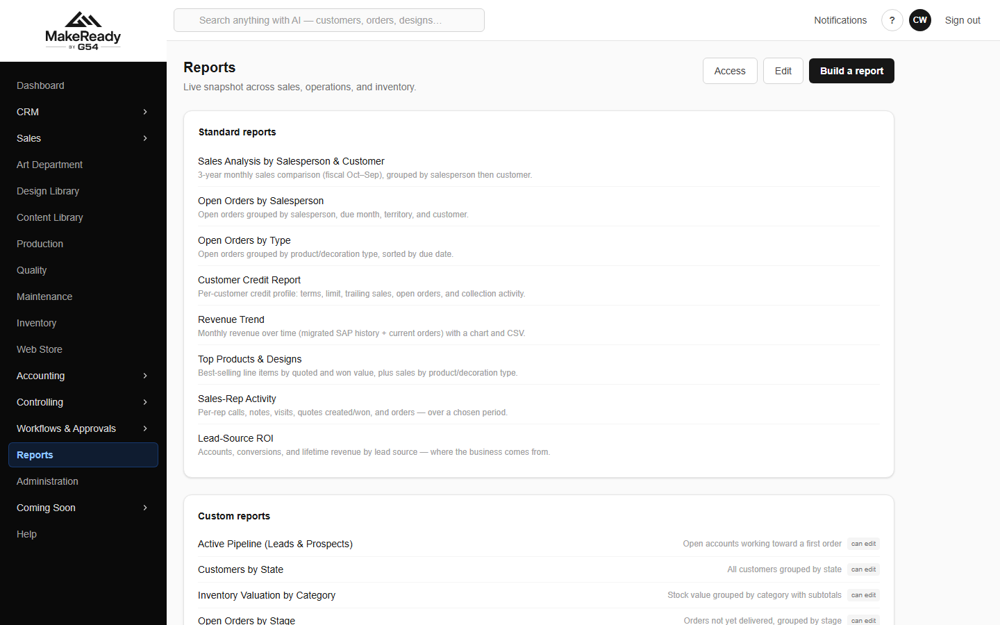 MakeReady
BY G54
Search anything with AI — customers, orders, designs…
Notifications
?
CW
Sign out
Dashboard
CRM
Sales
Art Department
Design Library
Content Library
Production
Quality
Maintenance
Inventory
Web Store
Accounting
Controlling
Workflows & Approvals
Reports
Administration
Coming Soon
Help
Reports
Live snapshot across sales, operations, and inventory.
Access
Edit
Build a report
Standard reports
Sales Analysis by Salesperson & Customer
3-year monthly sales comparison (fiscal Oct–Sep), grouped by salesperson then customer.
Open Orders by Salesperson
Open orders grouped by salesperson, due month, territory, and customer.
Open Orders by Type
Open orders grouped by product/decoration type, sorted by due date.
Customer Credit Report
Per-customer credit profile: terms, limit, trailing sales, open orders, and collection activity.
Revenue Trend
Monthly revenue over time (migrated SAP history + current orders) with a chart and CSV.
Top Products & Designs
Best-selling line items by quoted and won value, plus sales by product/decoration type.
Sales-Rep Activity
Per-rep calls, notes, visits, quotes created/won, and orders — over a chosen period.
Lead-Source ROI
Accounts, conversions, and lifetime revenue by lead source — where the business comes from.
Custom reports
Active Pipeline (Leads & Prospects) Open accounts working toward a first order can edit
Customers by State All customers grouped by state can edit
Inventory Valuation by Category Stock value grouped by category with subtotals can edit
Open Orders by Stage Orders not yet delivered, grouped by stage can edit